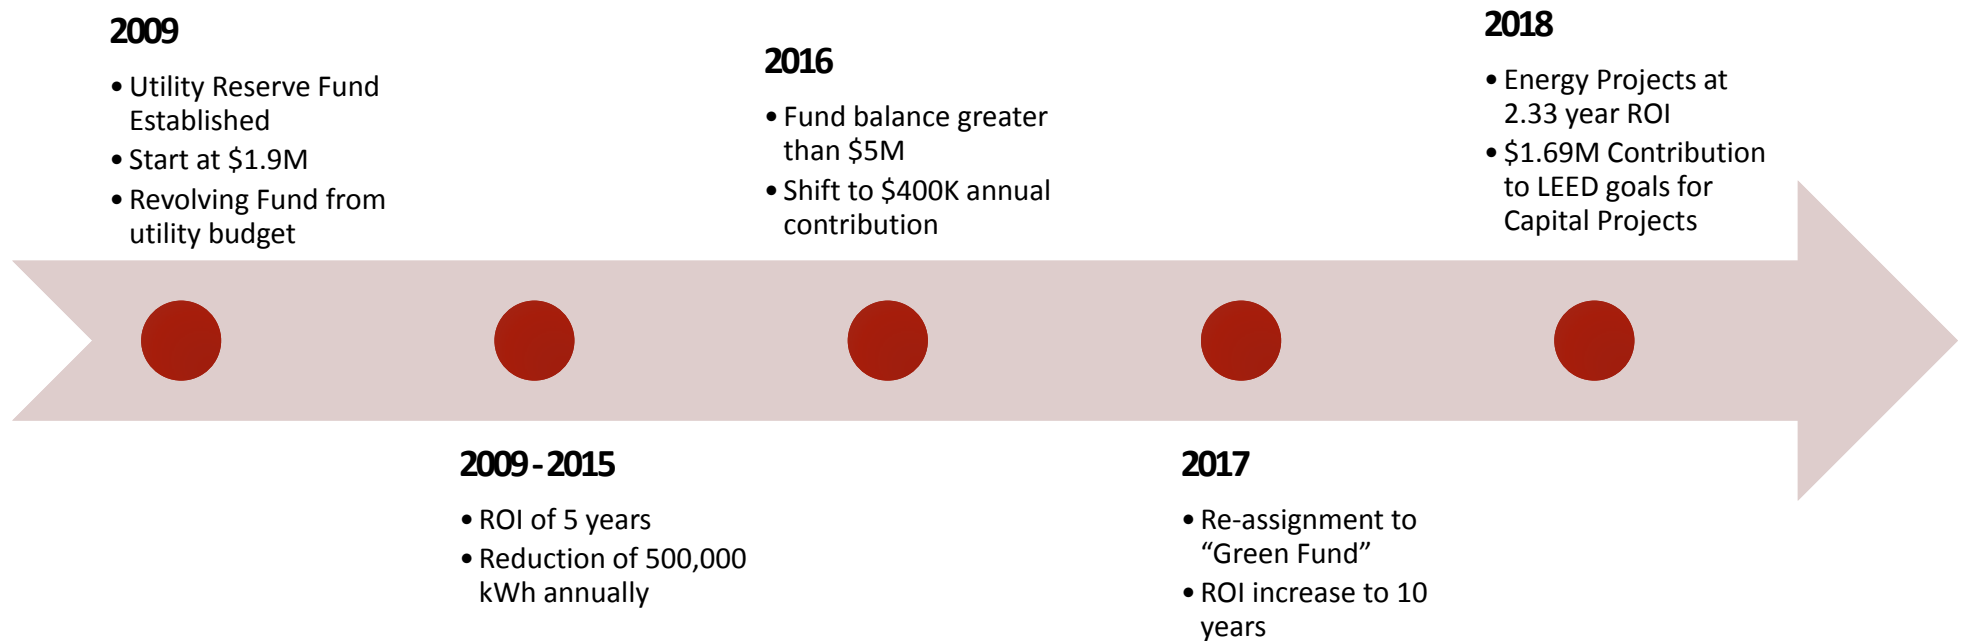 2009
• Utility Reserve Fund
Established
• Start at $1.9M
• Revolving Fund from
utility budget
2009 - 2015
• ROI of 5 years
• Reduction of 500,000
kWh annually
2016
• Fund balance greater
than $5M
• Shift to $400K annual
contribution
2017
• Re-assignment to
“Green Fund”
• ROI increase to 10
years
2018
• Energy Projects at
2.33 year ROI
• $1.69M Contribution
to LEED goals for
Capital Projects